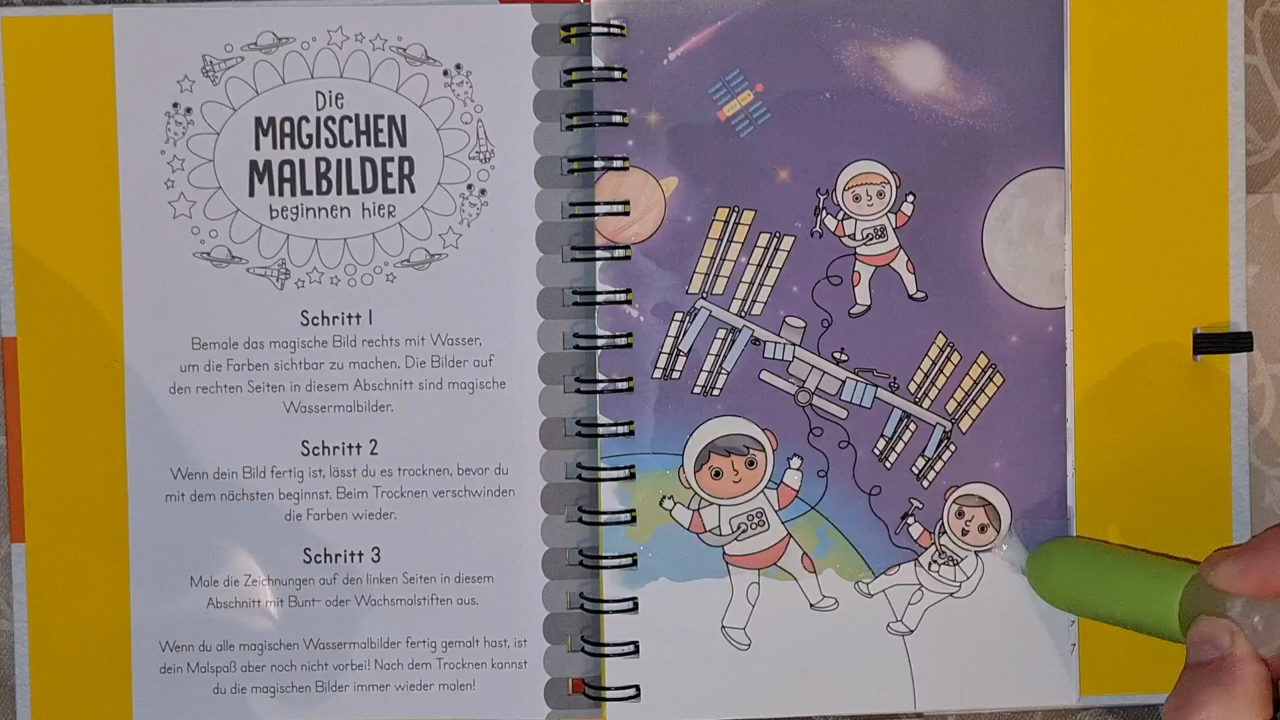 Die
MAGISCHEN
MALBILDER
beginnen hier
Schritt 1
Bemale das magische Bild rechts mit Wasser,
um die Farben sichtbar zu machen. Die Bilder auf
den rechten Seiten in diesem Abschnitt sind magische
Wassermalbilder.
Schritt 2
Wenn dein Bild fertig ist, lässt du es trocknen, bevor du
mit dem nächsten beginnst. Beim Trocknen verschwinden
die Farben wieder.
Schritt 3
Male die Zeichnungen auf den linken Seiten in diesem
Abschnitt mit Bunt- oder Wachsmalstiften aus.
Wenn du alle magischen Wassermalbilder fertig gemalt hast, ist
dein Malspaß aber noch nicht vorbei! Nach dem Trocknen kannst
du die magischen Bilder immer wieder malen!